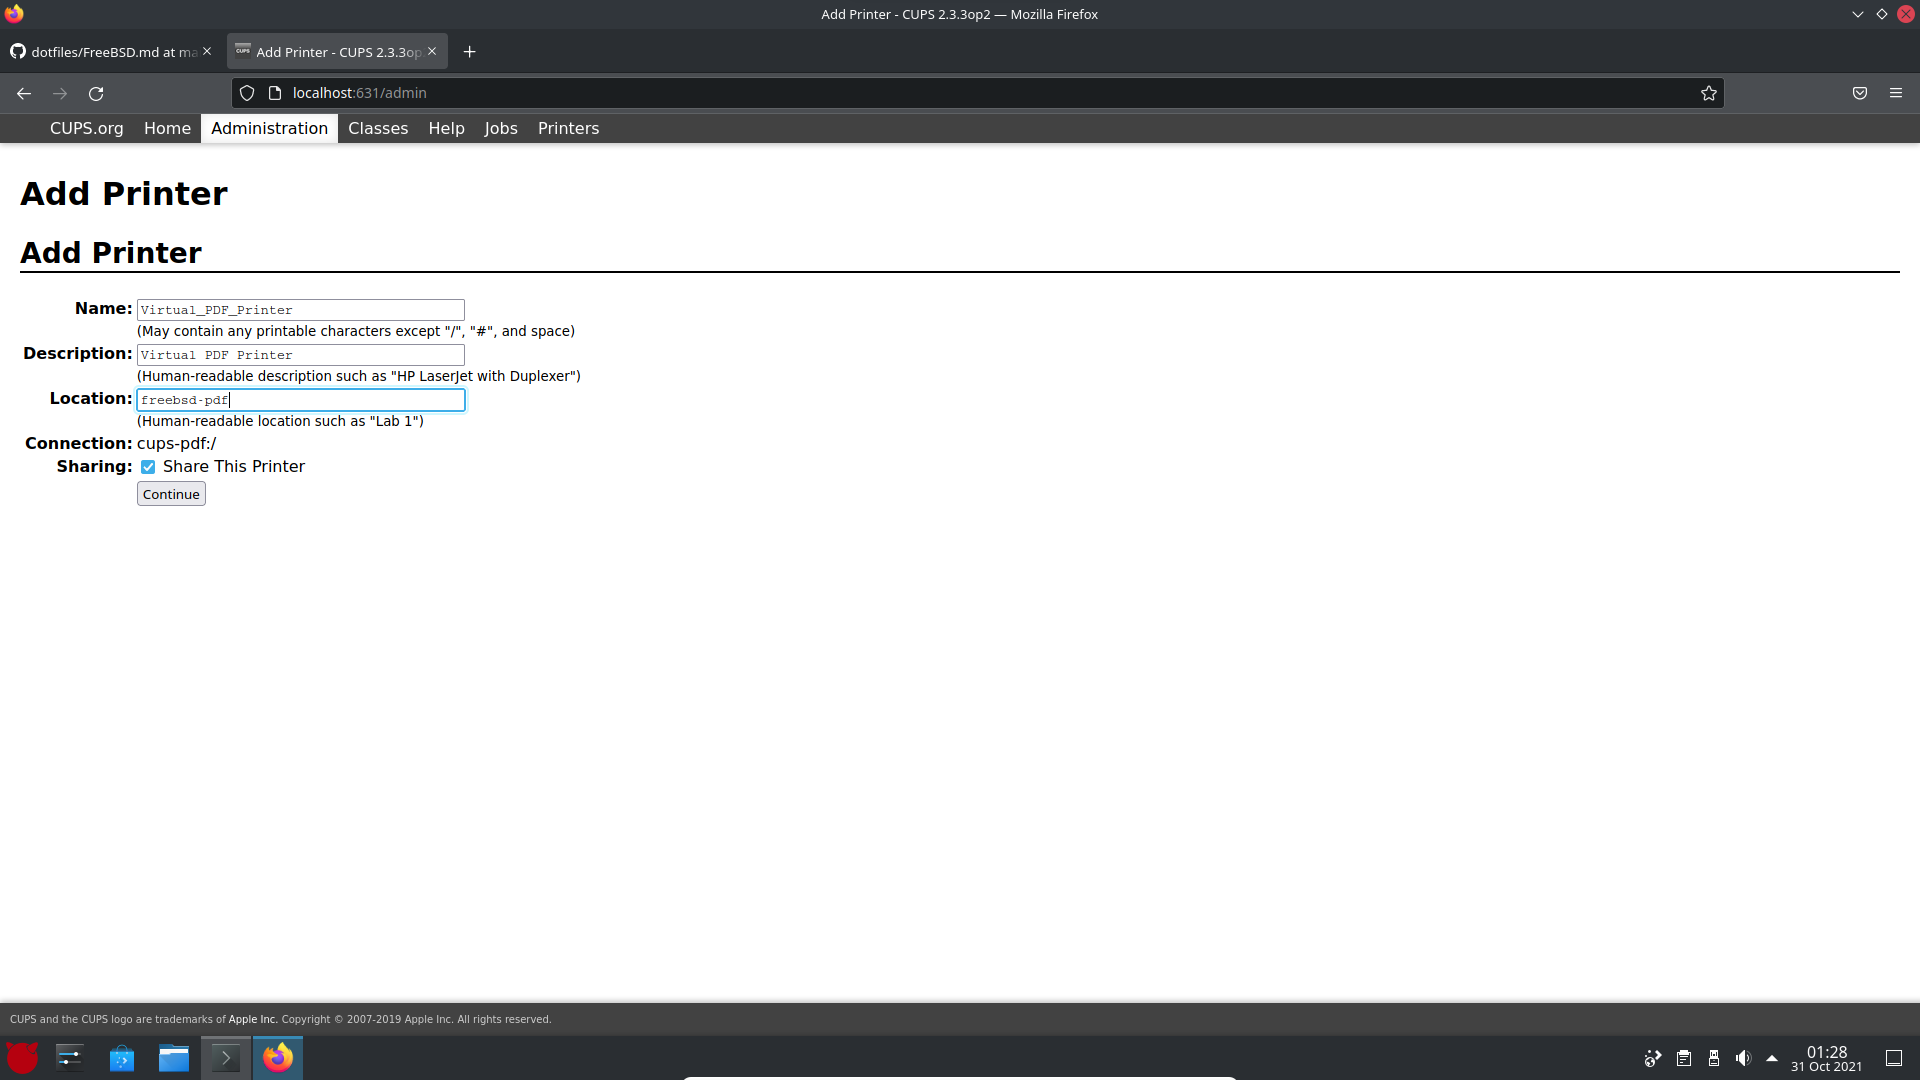 Add Printer - CUPS 2.3.3op2 — Mozilla Firefox
dotfiles/FreeBSD.md at ma
CUPS Add Printer - CUPS 2.3.3op
localhost:631/admin
CUPS.org Home Administration Classes Help Jobs Printers
Add Printer
Add Printer
Name: Virtual_PDF_Printer
(May contain any printable characters except "/", "#", and space)
Description: Virtual PDF Printer
(Human-readable description such as "HP LaserJet with Duplexer")
Location: freebsd-pdf
(Human-readable location such as "Lab 1")
Connection: cups-pdf:/
Sharing: Share This Printer
Continue
CUPS and the CUPS logo are trademarks of Apple Inc. Copyright © 2007-2019 Apple Inc. All rights reserved.
01:28
31 Oct 2021